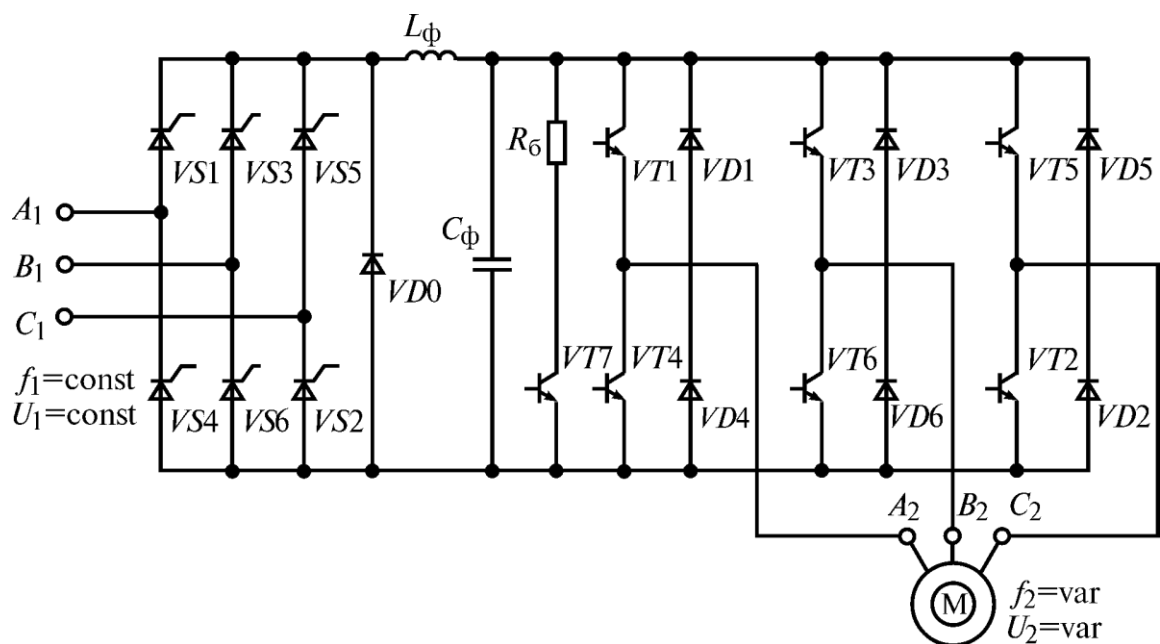 Lф
VS1
VS3
VS5
Rб
VT1
VD1
VT3
VD3
VT5
VD5
A1
B1
C1
Cф
VD0
f1=const
U1=const
VS4
VS6
VS2
VT7
VT4
VD4
VT6
VD6
VT2
VD2
A2
B2
C2
M
f2=var
U2=var